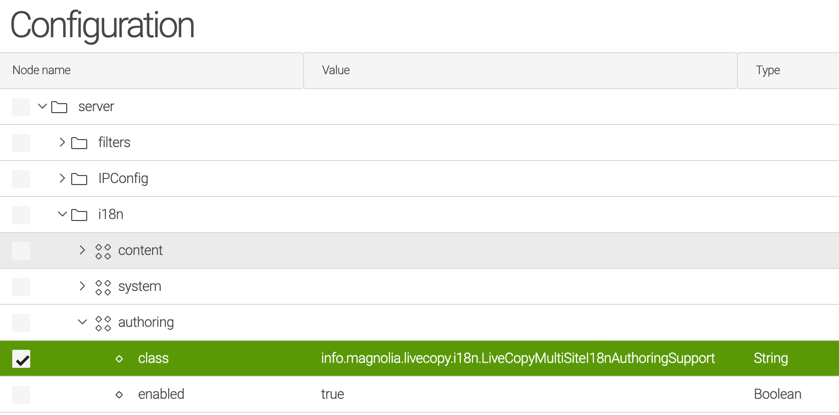 Configuration
Node name Value Type
server
filters
IPConfig
i18n
content
system
authoring
class info.magnolia.livecopy.i18n.LiveCopyMultiSiteI18nAuthoringSupport String
enabled true Boolean